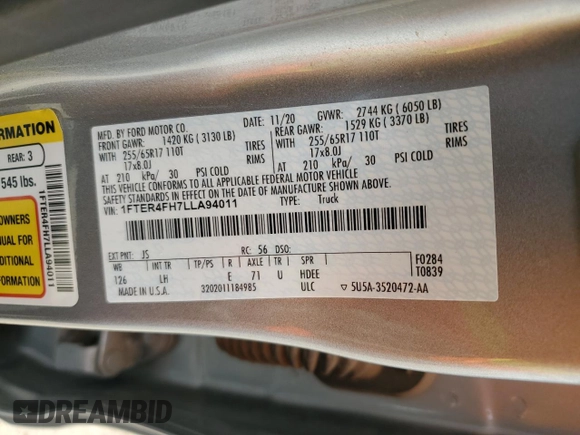 FORMATION
REAR: 3
545 lbs.
OWNERS
NUAL FOR
DITIONAL
ORMATION
1FTER4FH7LLA94011
MFD. BY FORD MOTOR CO.
11/20 GVWR: 2744 KG ( 6050 LB)
FRONT GAWR: 1420 KG ( 3130 LB)
REAR GAWR: 1529 KG ( 3370 LB)
WITH 255/65R17 110T TIRES
WITH 255/65R17 110T TIRES
17x8.0J RIMS
17x8.0J RIMS
AT 210 kPa/ 30 PSI COLD
AT 210 kPa/ 30 PSI COLD
THIS VEHICLE CONFORMS TO ALL APPLICABLE FEDERAL MOTOR VEHICLE
SAFETY STANDARDS IN EFFECT ON THE DATE OF MANUFACTURE SHOWN ABOVE.
VIN: 1FTER4FH7LLA94011
TYPE: Truck
EXT PNT: JS RC: 56 DSO:
WB INT TR TP/PS R AXLE TR SPR
126 LH E 71 U HDEE
F0284
T0839
MADE IN U.S.A. 3202011184985 ULC
5U5A-3520472-AA
DREAMBID